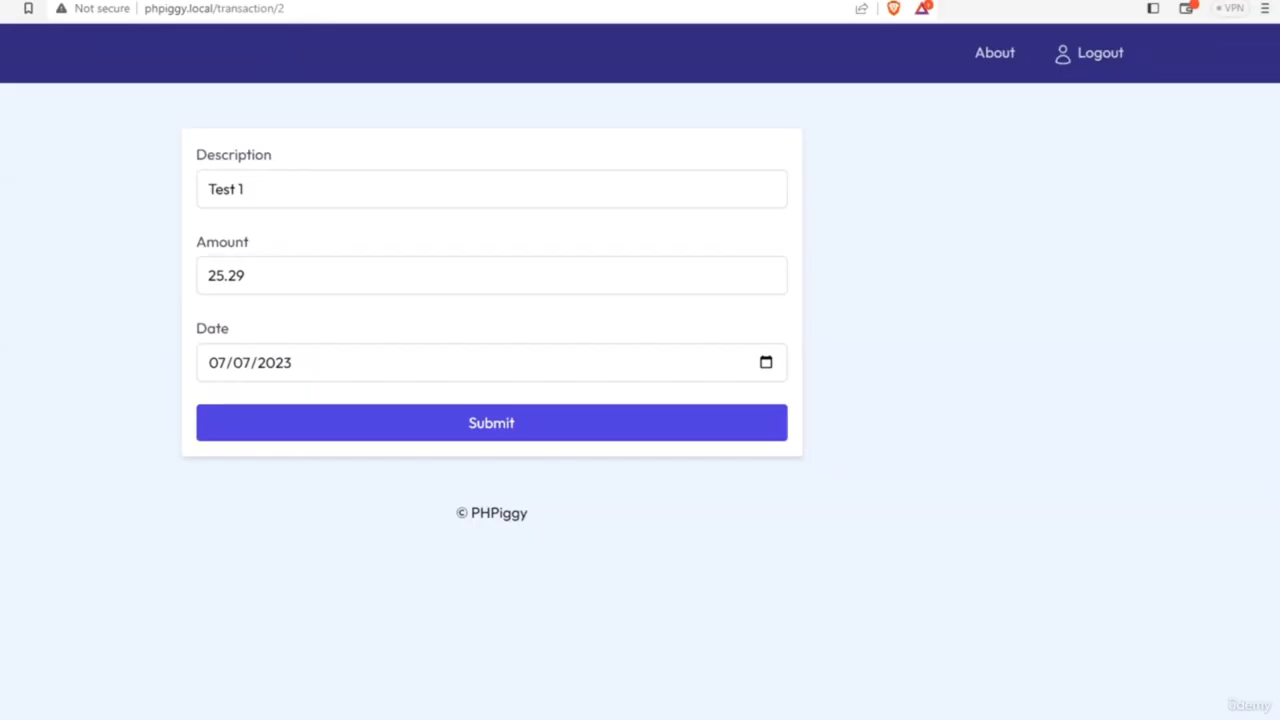 Not secure phpiggy.local/transaction/2 VPN
About Logout
Description
Test 1
Amount
25.29
Date
07/07/2023
Submit
© PHPiggy
ûdemy